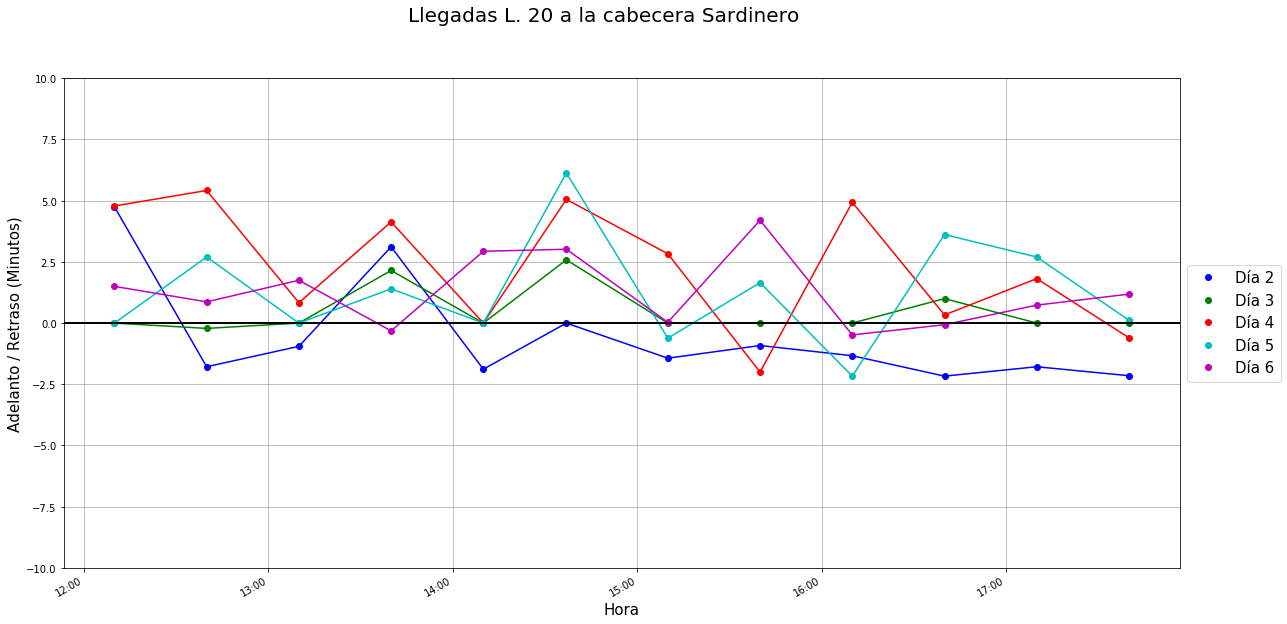 Llegadas L. 20 a la cabecera Sardinero
10.0
7.5
5.0
2.5
0.0
−2.5
−5.0
−7.5
−10.0
Adelanto / Retraso (Minutos)
12:00
13:00
14:00
15:00
16:00
17:00
Hora
Día 2
Día 3
Día 4
Día 5
Día 6